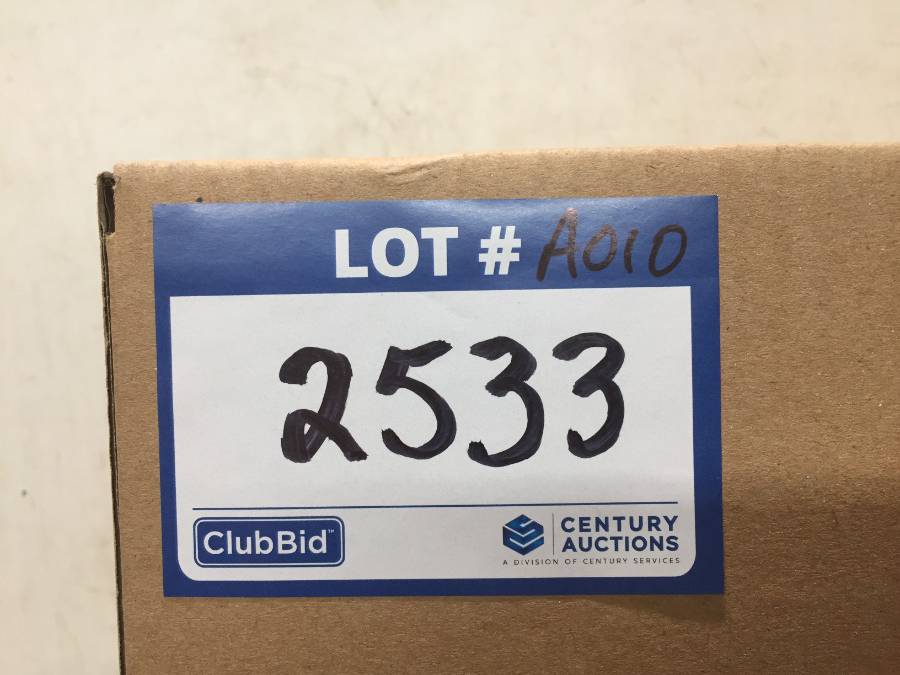 LOT # A010
2533
ClubBid™
CENTURY
AUCTIONS
A DIVISION OF CENTURY SERVICES